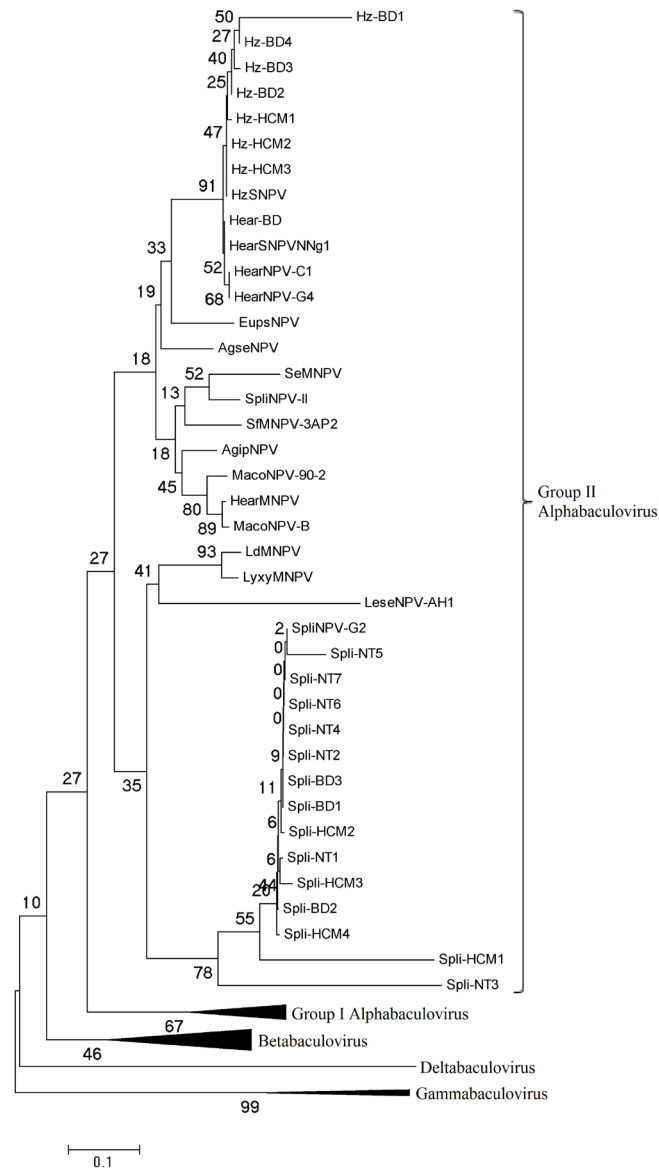 50
Hz-BD1
27
Hz-BD4
40
Hz-BD3
25
Hz-BD2
Hz-HCM1
47
Hz-HCM2
Hz-HCM3
91
HzSNPV
Hear-BD
33
HearSNPVNNg1
52
HearNPV-C1
19
68
HearNPV-G4
EupsNPV
18
AgseNPV
52
SeMNPV
13
SpliNPV-II
SfMNPV-3AP2
18
AgipNPV
45
MacoNPV-90-2
80
HearMNPV
89
MacoNPV-B
Group II
Alphabaculovirus
93
LdMNPV
27
41
LyxyMNPV
LeseNPV-AH1
2
SpliNPV-G2
0
Spli-NT5
0
Spli-NT7
0
Spli-NT6
0
Spli-NT4
9
Spli-NT2
27
35
11
Spli-BD3
Spli-BD1
6
Spli-HCM2
6
Spli-NT1
44
Spli-HCM3
20
10
Spli-BD2
55
Spli-HCM4
78
Spli-HCM1
Spli-NT3
67
Group I Alphabaculovirus
46
Betabaculovirus
Deltabaculovirus
99
Gammabaculovirus
0.1